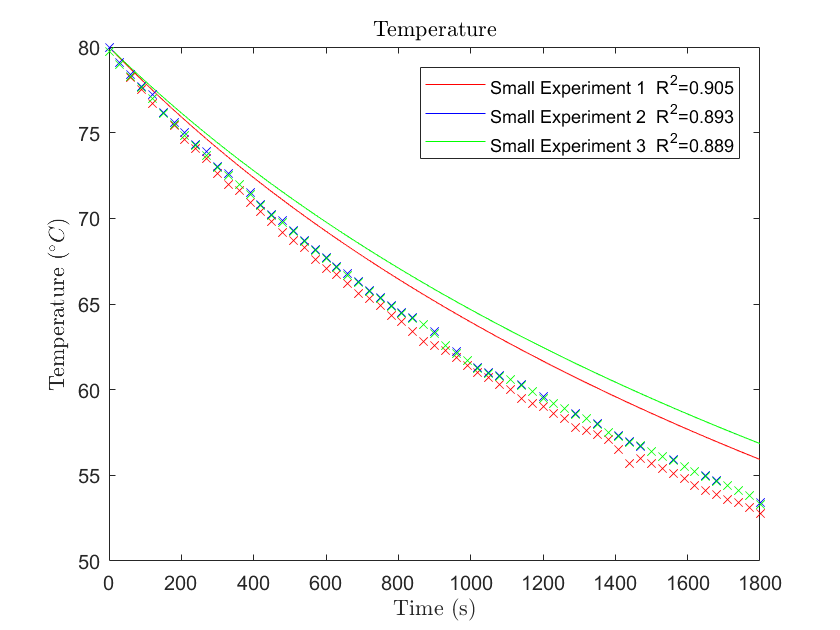 Temperature
80
75
70
65
60
55
50
Temperature (°C)
Small Experiment 1 R²=0.905
Small Experiment 2 R²=0.893
Small Experiment 3 R²=0.889
0 200 400 600 800 1000 1200 1400 1600 1800
Time (s)